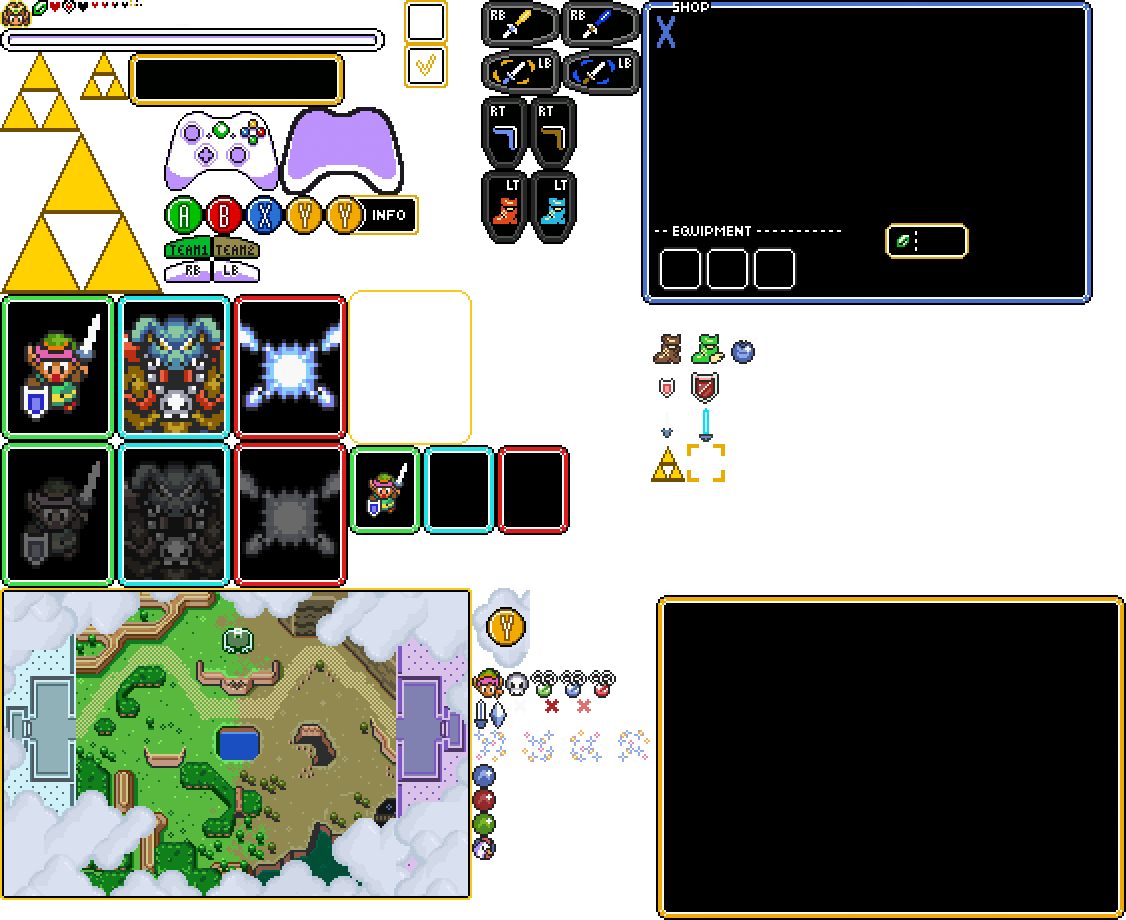 SHOP
X
RB
RB
LB
LB
RT
RT
LT
LT
A
B
X
Y
Y
INFO
TEAM1
TEAM2
RB
LB
-- EQUIPMENT ----------
Y